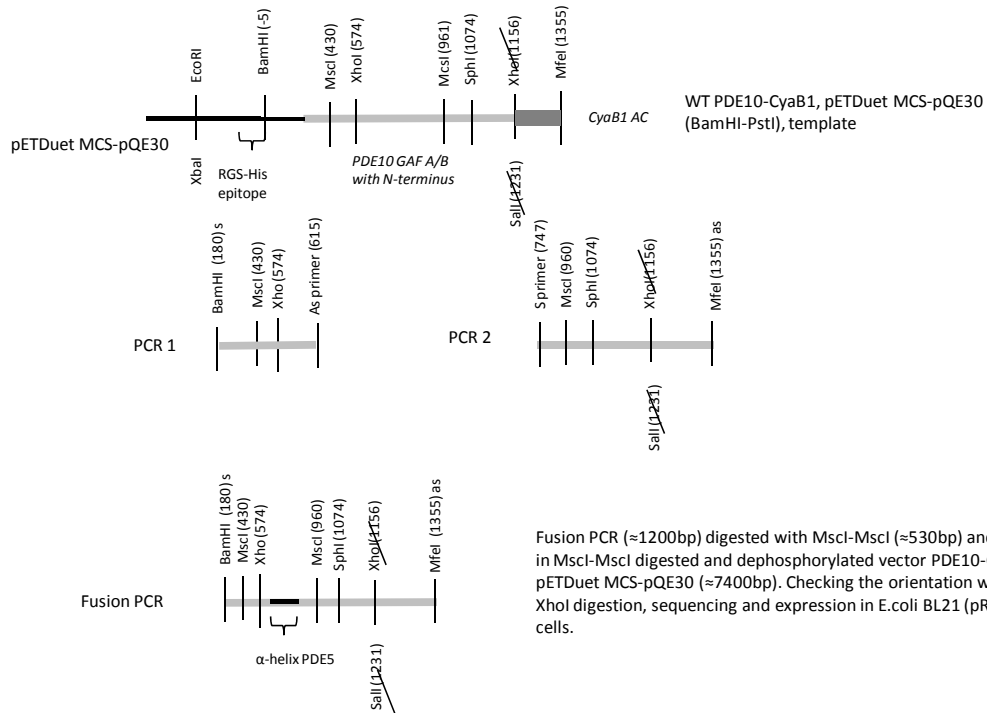 EcoRI
BamHI (-5)
MscI (430)
XhoI (574)
McsI (961)
SphI (1074)
XhoI (1156)
MfeI (1355)
pETDuet MCS-pQE30
XbaI
RGS-His
epitope
PDE10 GAF A/B
with N-terminus
CyaB1 AC
SalI (1231)
WT PDE10-CyaB1, pETDuet MCS-pQE30
(BamHI-PstI), template
PCR 1
BamHI (180) s
MscI (430)
Xho (574)
As primer (615)
PCR 2
S primer (747)
MscI (960)
SphI (1074)
XhoI (1156)
MfeI (1355) as
SalI (1231)
Fusion PCR
BamHI (180) s
MscI (430)
Xho (574)
MscI (960)
SphI (1074)
XhoI (1156)
MfeI (1355) as
α-helix PDE5
SalI (1231)
Fusion PCR (≈1200bp) digested with MscI-MscI (≈530bp) and
in MscI-MscI digested and dephosphorylated vector PDE10-
pETDuet MCS-pQE30 (≈7400bp). Checking the orientation w
XhoI digestion, sequencing and expression in E.coli BL21 (pR
cells.